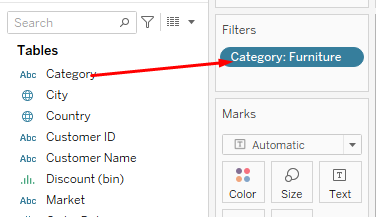 Search
Tables
Abc Category
City
Country
Abc Customer ID
Abc Customer Name
Discount (bin)
Abc Market
Filters
Category: Furniture
Marks
T Automatic
Color
Size
T
Text